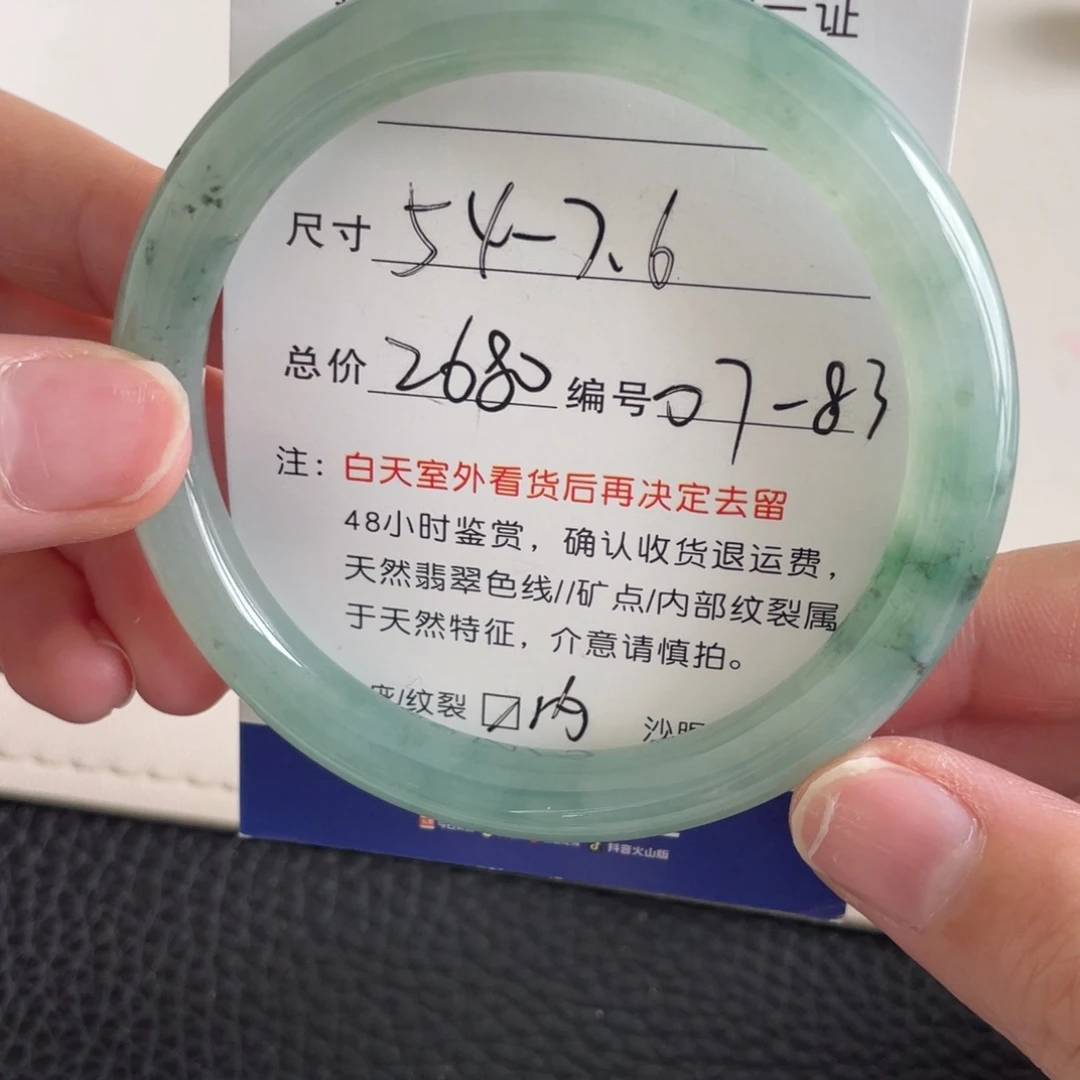 一证
尺寸 54-7.6
总价 2680 编号 07-83
注：白天室外看货后再决定去留
48小时鉴赏，确认收货退运费，
天然翡翠色线//矿点/内部纹裂属
于天然特征，介意请慎拍。
/纹裂 ☑ 内
抖音火山版